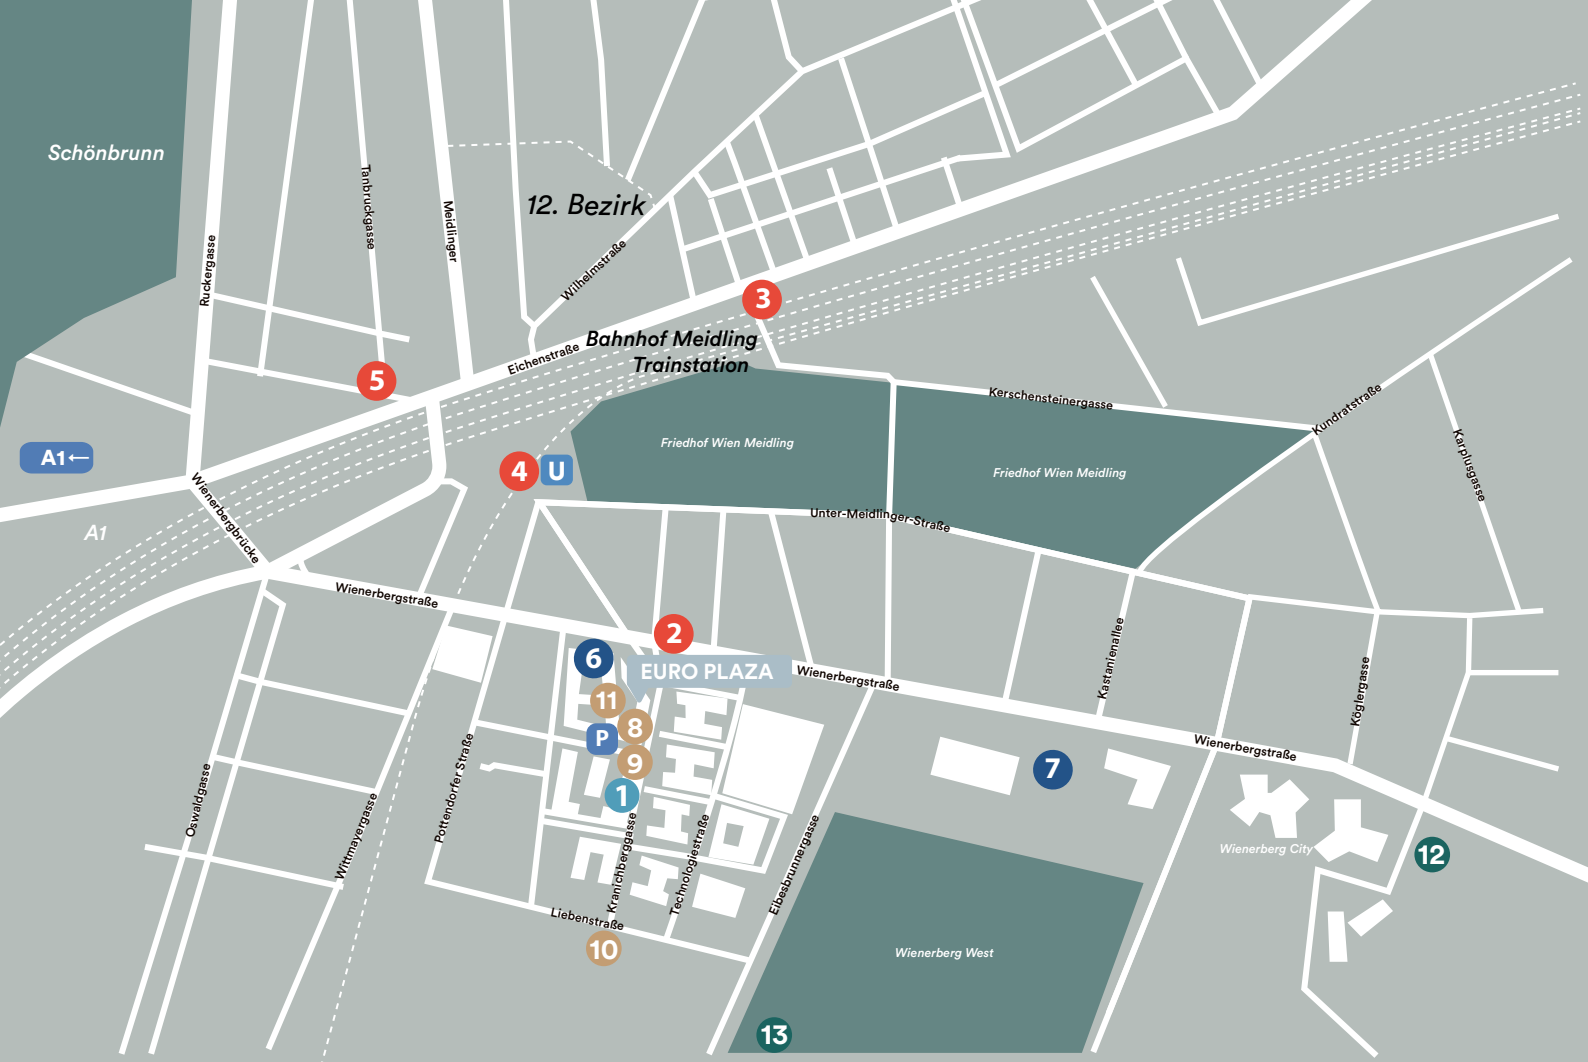 Schönbrunn
Tanbruckgasse
Meidlinger
12. Bezirk
Ruckergasse
Wilhelmstraße
3
Bahnhof Meidling
Trainstation
Eichenstraße
5
Kerschensteinergasse
Kundratstraße
Karplusgasse
A1←
4
U
Friedhof Wien Meidling
Friedhof Wien Meidling
Wienerbergbrücke
A1
Unter-Meidlinger-Straße
Wienerbergstraße
2
6
EURO PLAZA
Wienerbergstraße
Kastanienallee
Köglergasse
11
8
P
9
1
7
Wienerbergstraße
Oswaldgasse
Wittmayergasse
Pottendorfer Straße
Kranichberggasse
Technologiestraße
Eibesbrunnergasse
Wienerberg City
12
Liebenstraße
10
Wienerberg West
13